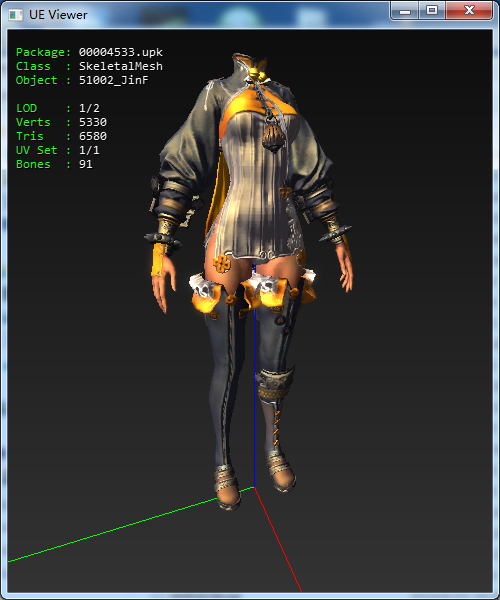 UE Viewer
Package: 00004533.upk
Class : SkeletalMesh
Object : 51002_JinF
LOD : 1/2
Verts : 5330
Tris : 6580
UV Set : 1/1
Bones : 91